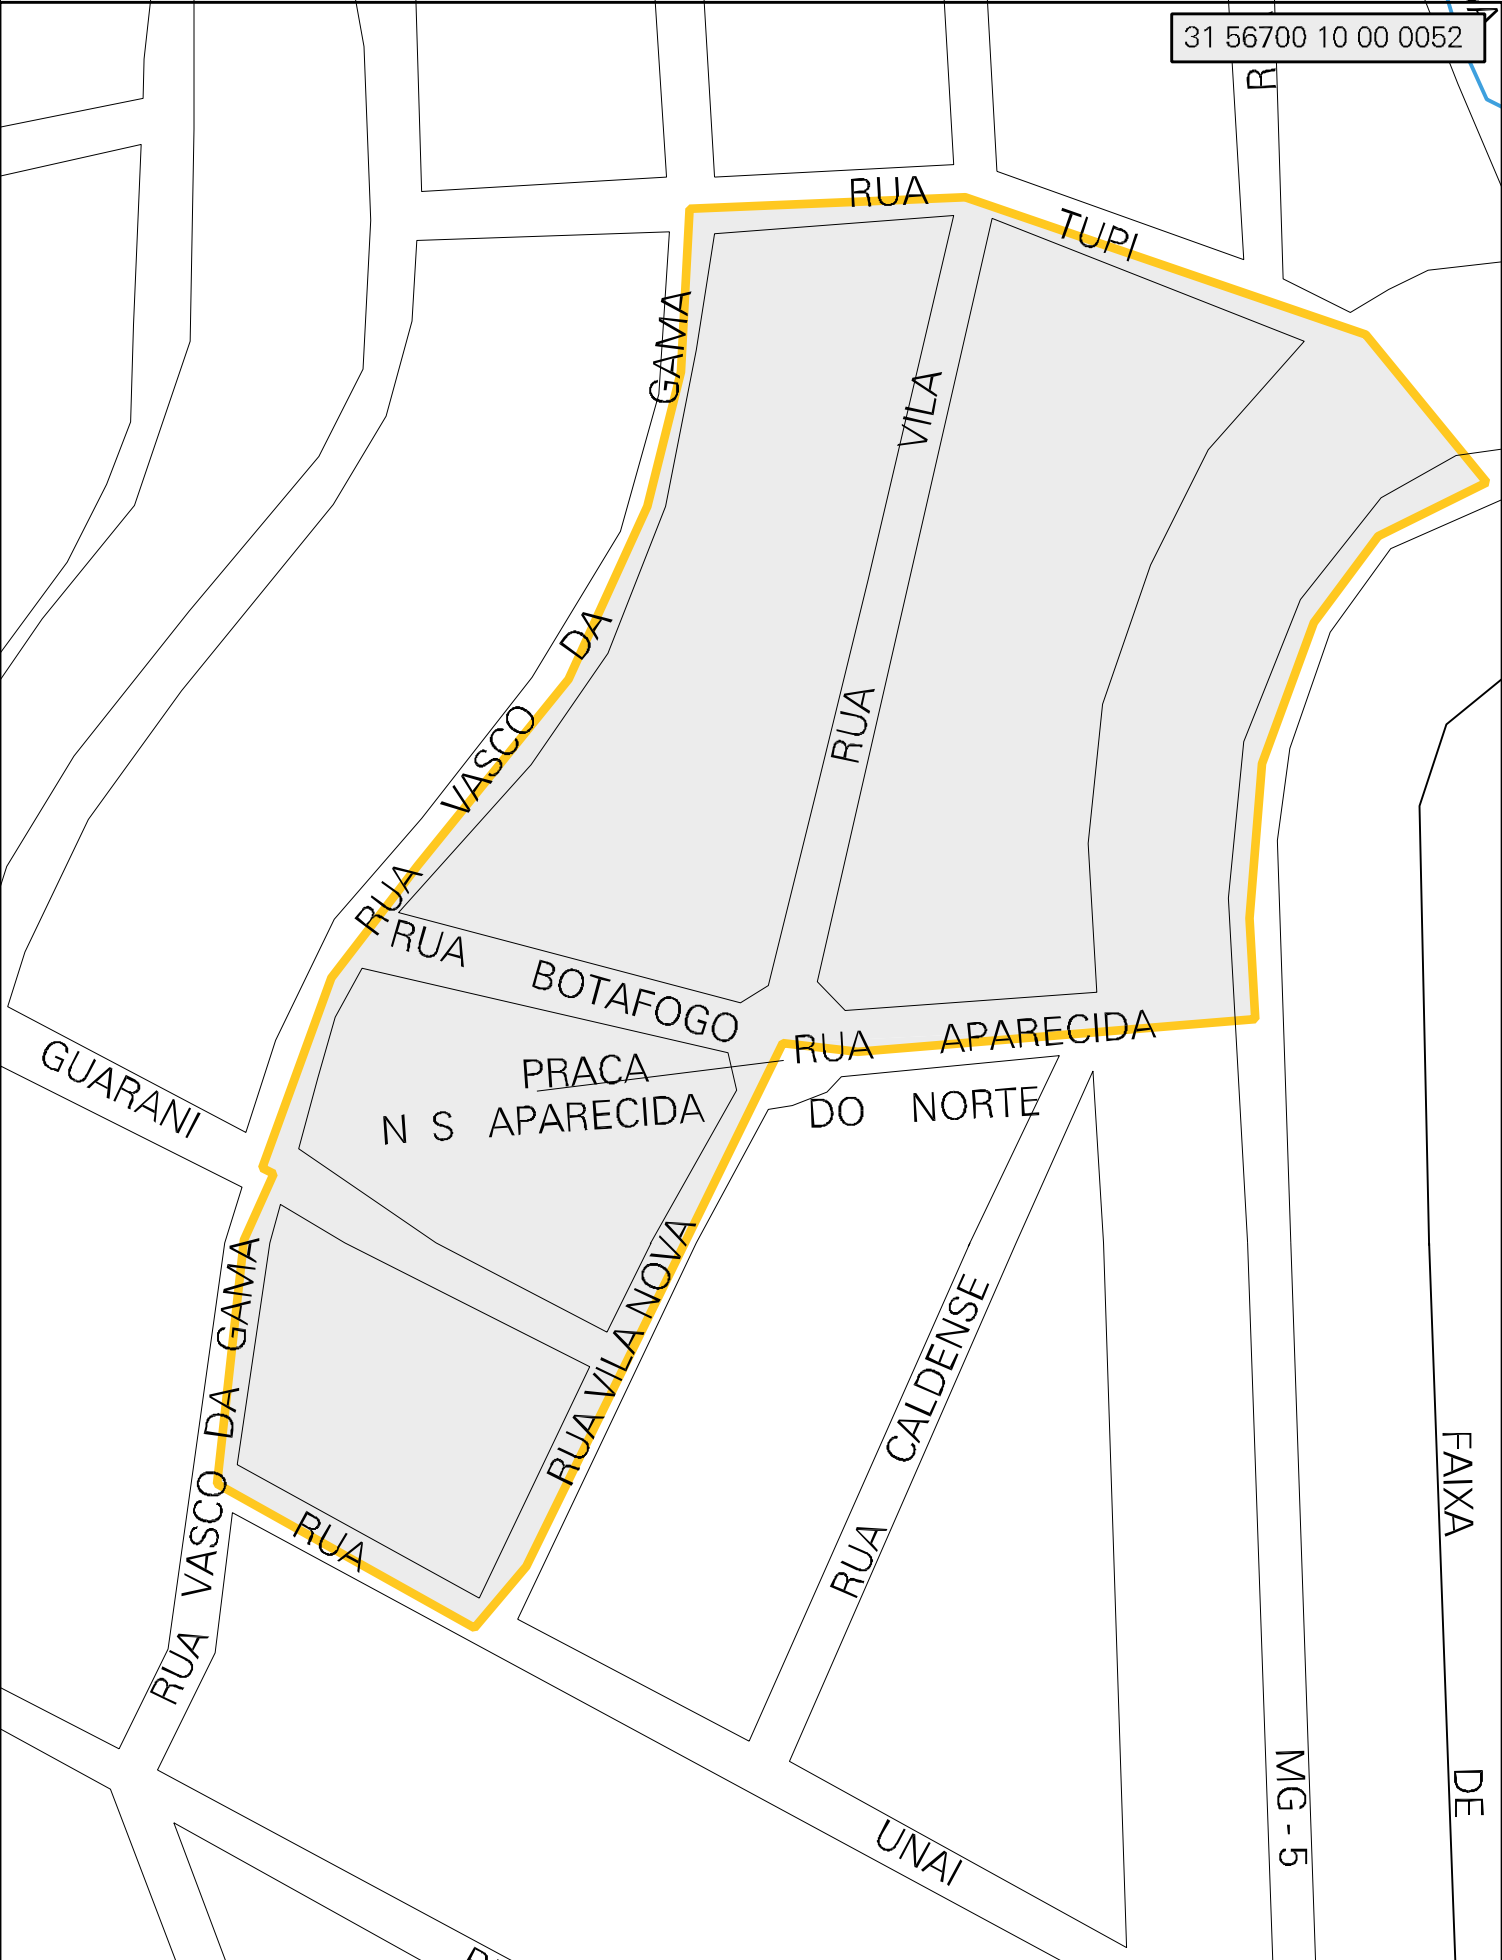 31 56700 10 00 0052
R
RUA TUPI
RUA VASCO DA GAMA
RUA VILA
RUA BOTAFOGO
RUA APARECIDA
DO NORTE
PRACA
N S APARECIDA
GUARANI
RUA VILA NOVA
RUA VASCO DA GAMA
RUA CALDENSE
RUA UNAI
FAIXA DE
MG - 5